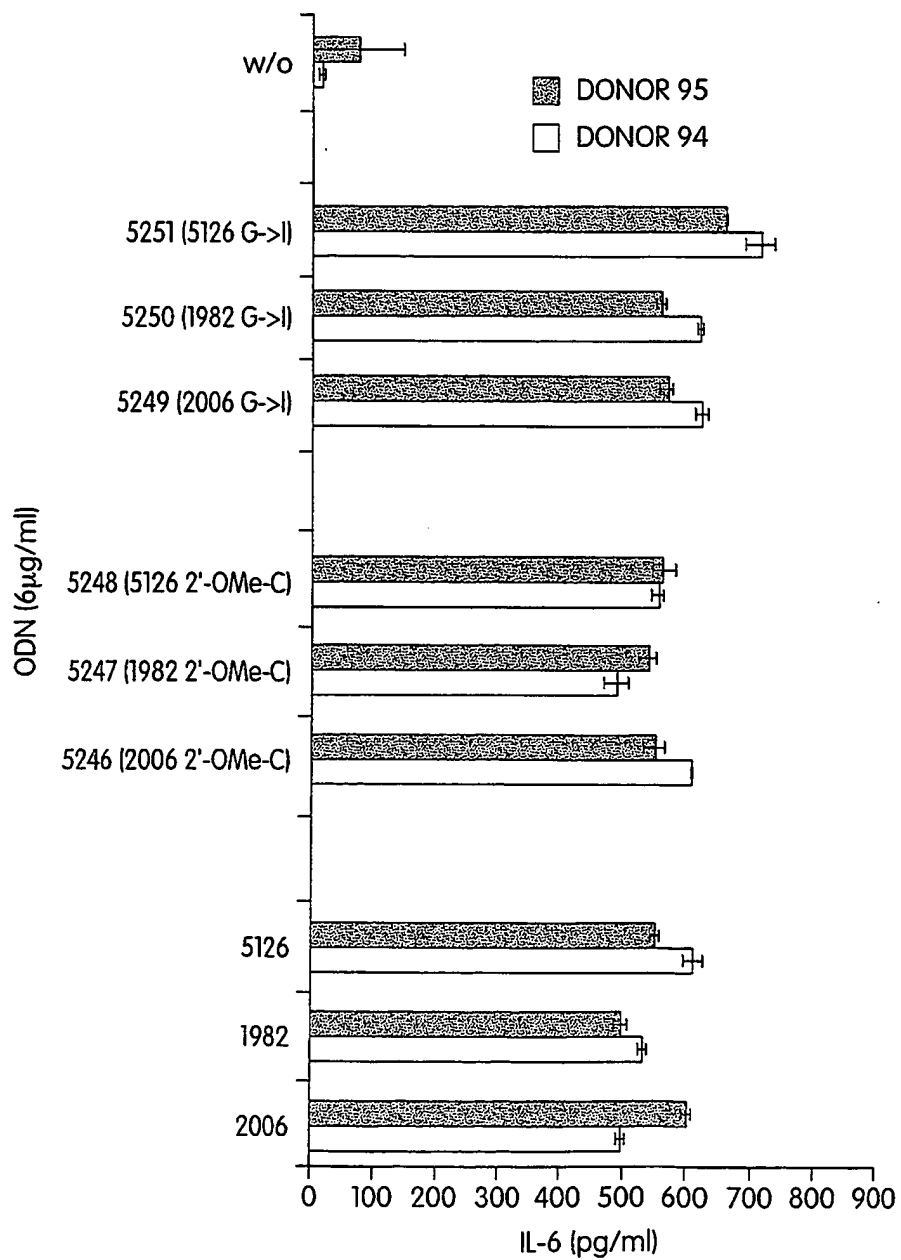 w/o
DONOR 95
DONOR 94
5251 (5126 G->I)
5250 (1982 G->I)
5249 (2006 G->I)
5248 (5126 2'-OMe-C)
5247 (1982 2'-OMe-C)
5246 (2006 2'-OMe-C)
5126
1982
2006
ODN (6µg/ml)
0 100 200 300 400 500 600 700 800 900
IL-6 (pg/ml)